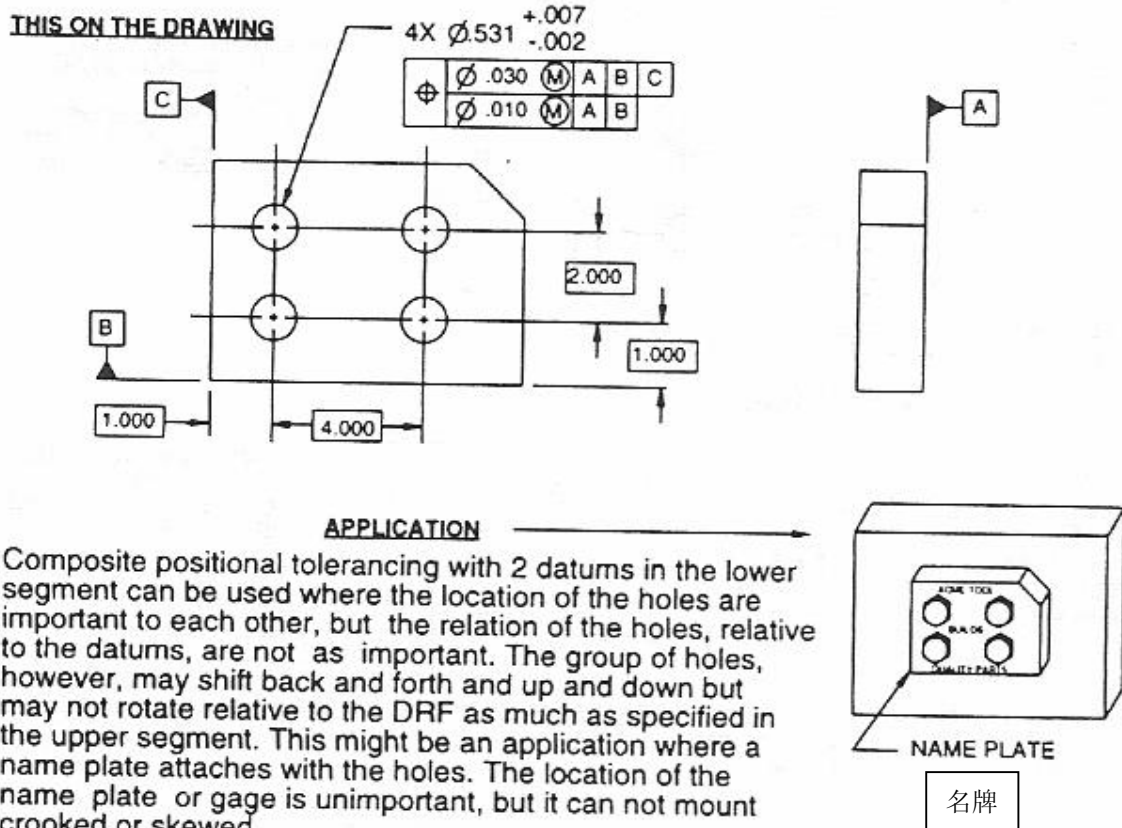 THIS ON THE DRAWING
4X Ø.531 +.007
-.002
⌖ Ø .030 Ⓜ A B C
Ø .010 Ⓜ A B
C
A
2.000
B
1.000
1.000
4.000
APPLICATION
Composite positional tolerancing with 2 datums in the lower
segment can be used where the location of the holes are
important to each other, but the relation of the holes, relative
to the datums, are not as important. The group of holes,
however, may shift back and forth and up and down but
may not rotate relative to the DRF as much as specified in
the upper segment. This might be an application where a
name plate attaches with the holes. The location of the
name plate or gage is unimportant, but it can not mount
crooked or skewed
ACME TOOL
QUALITY PARTS
NAME PLATE
名牌